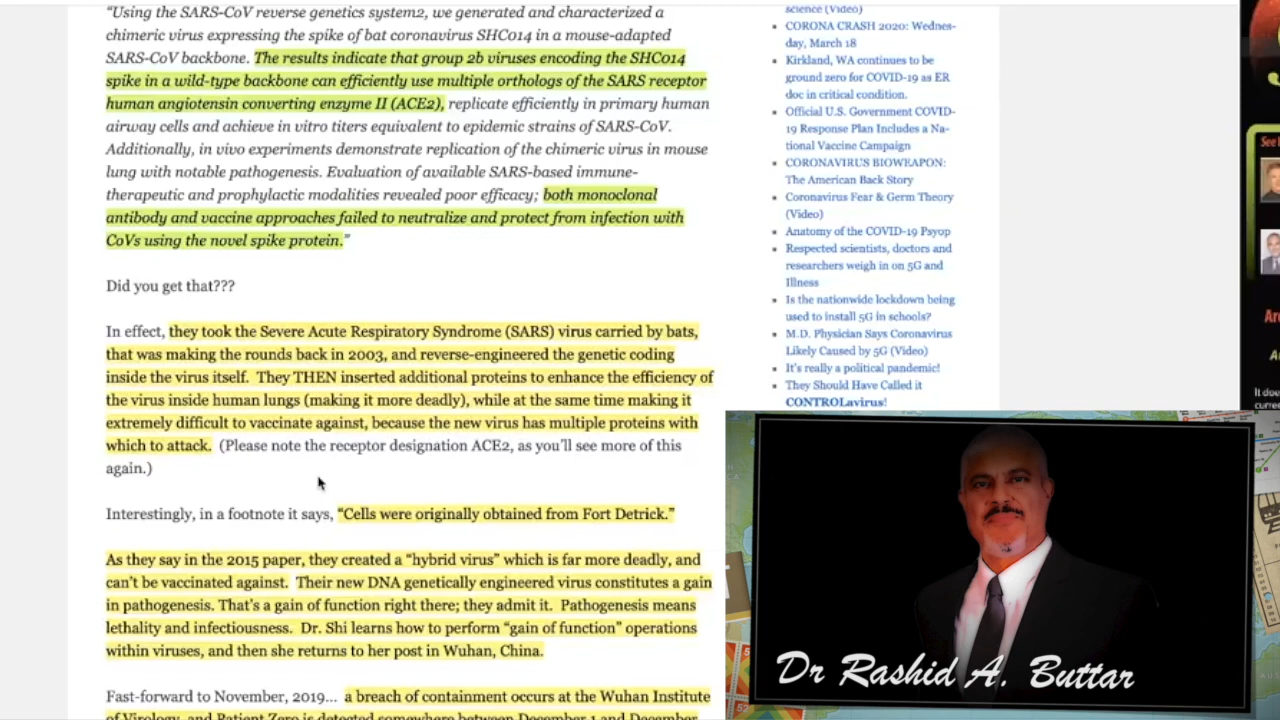 “Using the SARS-CoV reverse genetics system2, we generated and characterized a
chimeric virus expressing the spike of bat coronavirus SHC014 in a mouse-adapted
SARS-CoV backbone. The results indicate that group 2b viruses encoding the SHC014
spike in a wild-type backbone can efficiently use multiple orthologs of the SARS receptor
human angiotensin converting enzyme II (ACE2), replicate efficiently in primary human
airway cells and achieve in vitro titers equivalent to epidemic strains of SARS-CoV.
Additionally, in vivo experiments demonstrate replication of the chimeric virus in mouse
lung with notable pathogenesis. Evaluation of available SARS-based immune-
therapeutic and prophylactic modalities revealed poor efficacy; both monoclonal
antibody and vaccine approaches failed to neutralize and protect from infection with
CoVs using the novel spike protein.”
Did you get that???
In effect, they took the Severe Acute Respiratory Syndrome (SARS) virus carried by bats,
that was making the rounds back in 2003, and reverse-engineered the genetic coding
inside the virus itself. They THEN inserted additional proteins to enhance the efficiency of
the virus inside human lungs (making it more deadly), while at the same time making it
extremely difficult to vaccinate against, because the new virus has multiple proteins with
which to attack. (Please note the receptor designation ACE2, as you’ll see more of this
again.)
Interestingly, in a footnote it says, “Cells were originally obtained from Fort Detrick.”
As they say in the 2015 paper, they created a “hybrid virus” which is far more deadly, and
can’t be vaccinated against. Their new DNA genetically engineered virus constitutes a gain
in pathogenesis. That’s a gain of function right there; they admit it. Pathogenesis means
lethality and infectiousness. Dr. Shi learns how to perform “gain of function” operations
within viruses, and then she returns to her post in Wuhan, China.
Fast-forward to November, 2019… a breach of containment occurs at the Wuhan Institute
of Virology, and Patient Zero is detected somewhere between December 1 and December
science (Video)
CORONA CRASH 2020: Wednes-
day, March 18
Kirkland, WA continues to be
ground zero for COVID-19 as ER
doc in critical condition.
Official U.S. Government COVID-
19 Response Plan Includes a Na-
tional Vaccine Campaign
CORONAVIRUS BIOWEAPON:
The American Back Story
Coronavirus Fear & Germ Theory
(Video)
Anatomy of the COVID-19 Psyop
Respected scientists, doctors and
researchers weigh in on 5G and
Illness
Is the nationwide lockdown being
used to install 5G in schools?
M.D. Physician Says Coronavirus
Likely Caused by 5G (Video)
It’s really a political pandemic!
They Should Have Called it
CONTROLavirus!
Dr Rashid A. Buttar